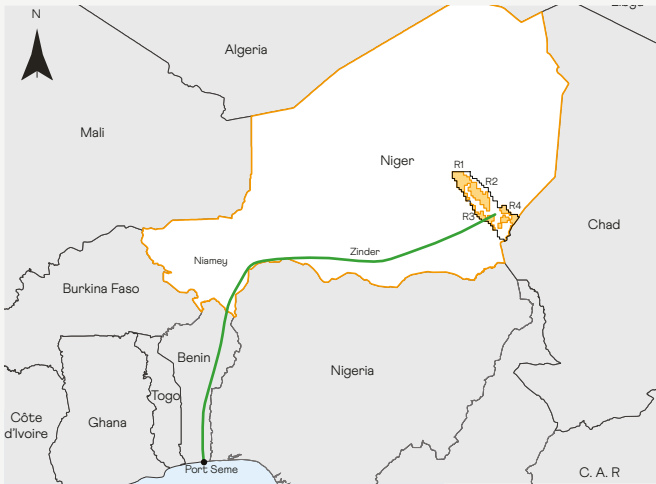 N
Algeria
Mali
Niger
R1
R2
R3
R4
Chad
Zinder
Niamey
Burkina Faso
Benin
Nigeria
Togo
Ghana
Côte
d'Ivoire
Port Seme
C. A. R